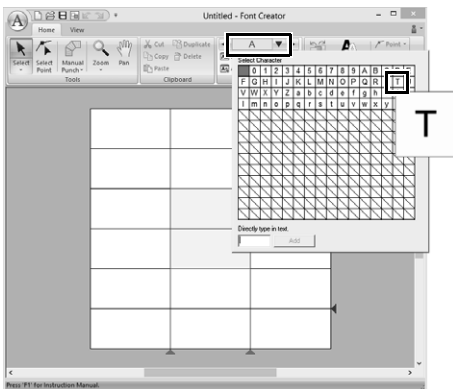 A
Untitled - Font Creator
Home View
Select
Select Point
Manual Punch
Zoom
Pan
Tools
Cut
Copy
Paste
Duplicate
Delete
Clipboard
A
Point
Select Character
0 1 2 3 4 5 6 7 8 9 A B
F G H I J K L M N O P Q R T U
V W X Y Z a b c d e f g h
l m n o p q r s t u v w x y
T
Directly type in text.
Add
Press 'F1' for Instruction Manual.